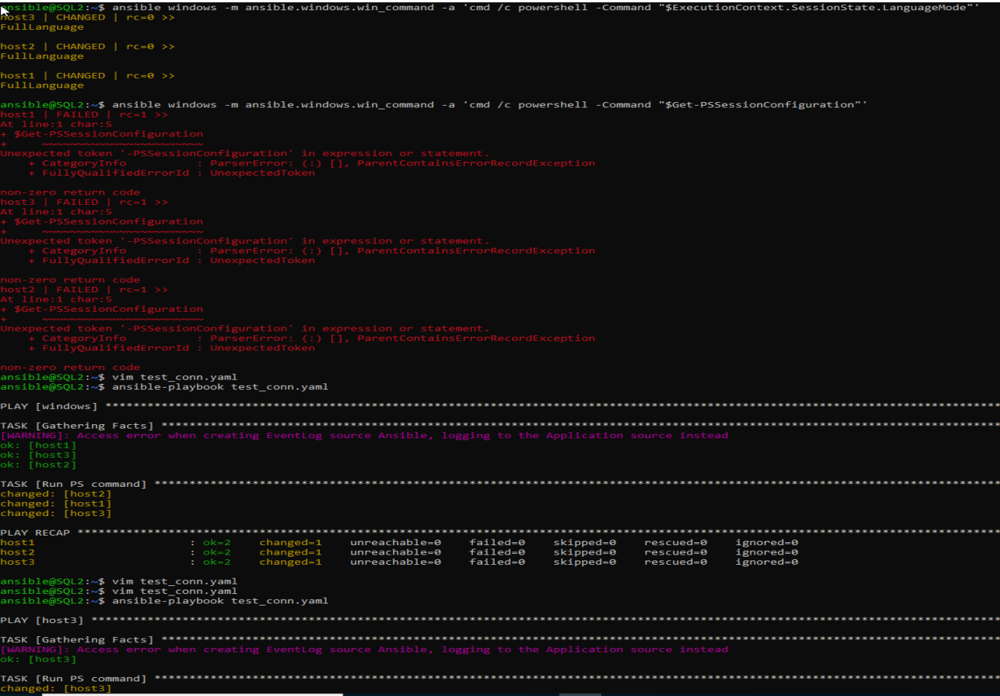 ansible@SQL2:~$ ansible windows -m ansible.windows.win_command -a 'cmd /c powershell -Command "$ExecutionContext.SessionState.LanguageMode"'
host3 | CHANGED | rc=0 >>
FullLanguage
host2 | CHANGED | rc=0 >>
FullLanguage
host1 | CHANGED | rc=0 >>
FullLanguage
ansible@SQL2:~$ ansible windows -m ansible.windows.win_command -a 'cmd /c powershell -Command "$Get-PSSessionConfiguration"'
host1 | FAILED | rc=1 >>
At line:1 char:5
+ $Get-PSSessionConfiguration
+     ~~~~~~~~~~~~~~~~~~~~~~~
Unexpected token '-PSSessionConfiguration' in expression or statement.
    + CategoryInfo          : ParserError: (:) [], ParentContainsErrorRecordException
    + FullyQualifiedErrorId : UnexpectedToken
non-zero return code
host3 | FAILED | rc=1 >>
At line:1 char:5
+ $Get-PSSessionConfiguration
+     ~~~~~~~~~~~~~~~~~~~~~~~
Unexpected token '-PSSessionConfiguration' in expression or statement.
    + CategoryInfo          : ParserError: (:) [], ParentContainsErrorRecordException
    + FullyQualifiedErrorId : UnexpectedToken
non-zero return code
host2 | FAILED | rc=1 >>
At line:1 char:5
+ $Get-PSSessionConfiguration
+     ~~~~~~~~~~~~~~~~~~~~~~~
Unexpected token '-PSSessionConfiguration' in expression or statement.
    + CategoryInfo          : ParserError: (:) [], ParentContainsErrorRecordException
    + FullyQualifiedErrorId : UnexpectedToken
non-zero return code
ansible@SQL2:~$ vim test_conn.yaml
ansible@SQL2:~$ ansible-playbook test_conn.yaml
PLAY [windows] ********************************************************************************
TASK [Gathering Facts] ********************************************************************************
[WARNING]: Access error when creating EventLog source Ansible, logging to the Application source instead
ok: [host1]
ok: [host3]
ok: [host2]
TASK [Run PS command] ********************************************************************************
changed: [host2]
changed: [host1]
changed: [host3]
PLAY RECAP ********************************************************************************
host1                      : ok=2    changed=1    unreachable=0    failed=0    skipped=0    rescued=0    ignored=0
host2                      : ok=2    changed=1    unreachable=0    failed=0    skipped=0    rescued=0    ignored=0
host3                      : ok=2    changed=1    unreachable=0    failed=0    skipped=0    rescued=0    ignored=0
ansible@SQL2:~$ vim test_conn.yaml
ansible@SQL2:~$ vim test_conn.yaml
ansible@SQL2:~$ ansible-playbook test_conn.yaml
PLAY [host3] ********************************************************************************
TASK [Gathering Facts] ********************************************************************************
[WARNING]: Access error when creating EventLog source Ansible, logging to the Application source instead
ok: [host3]
TASK [Run PS command] ********************************************************************************
changed: [host3]